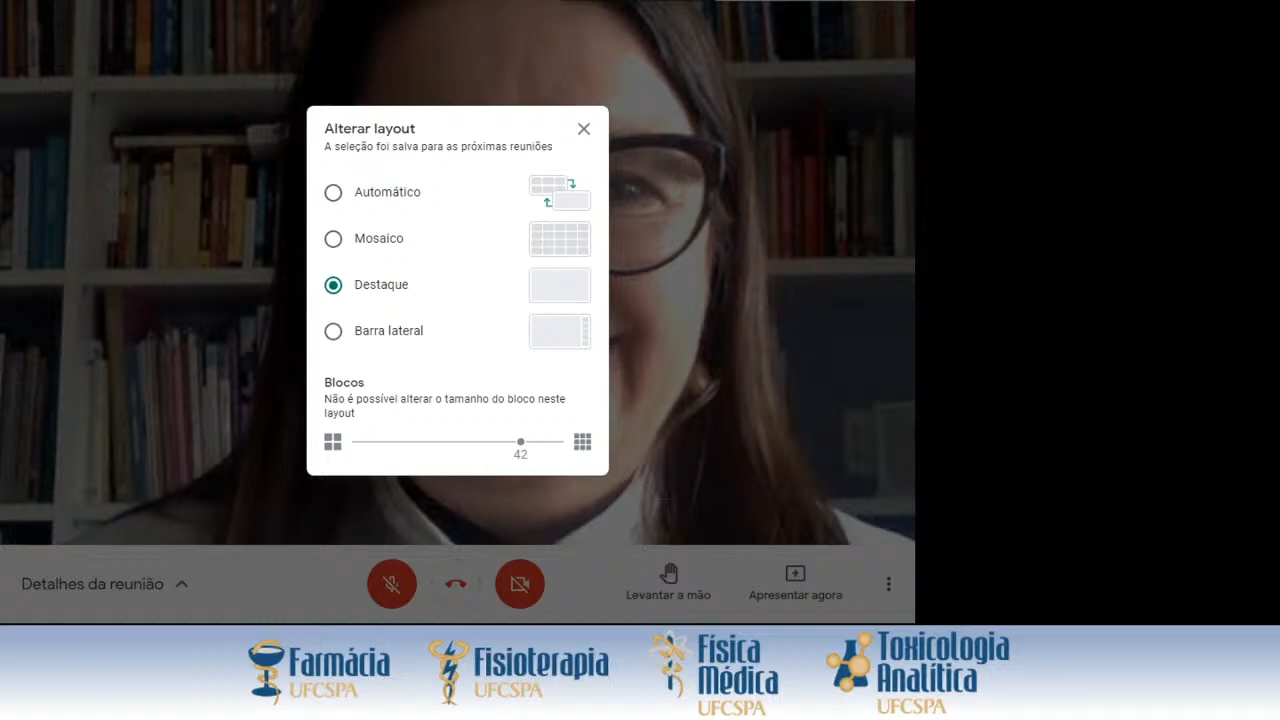 Alterar layout
A seleção foi salva para as próximas reuniões
Automático
Mosaico
Destaque
Barra lateral
Blocos
Não é possível alterar o tamanho do bloco neste
layout
42
Detalhes da reunião
Levantar a mão
Apresentar agora
Farmácia
UFCSPA
Fisioterapia
UFCSPA
Física
Médica
UFCSPA
Toxicologia
Analítica
UFCSPA